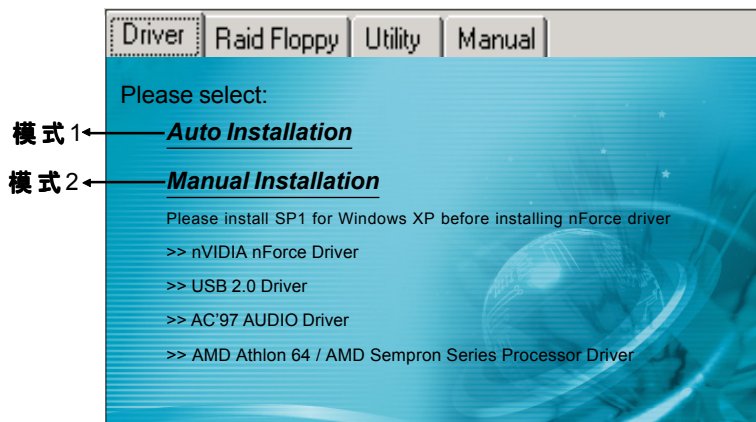 Driver Raid Floppy Utility Manual
Please select:
模式1 Auto Installation
模式2 Manual Installation
Please install SP1 for Windows XP before installing nForce driver
>> nVIDIA nForce Driver
>> USB 2.0 Driver
>> AC'97 AUDIO Driver
>> AMD Athlon 64 / AMD Sempron Series Processor Driver